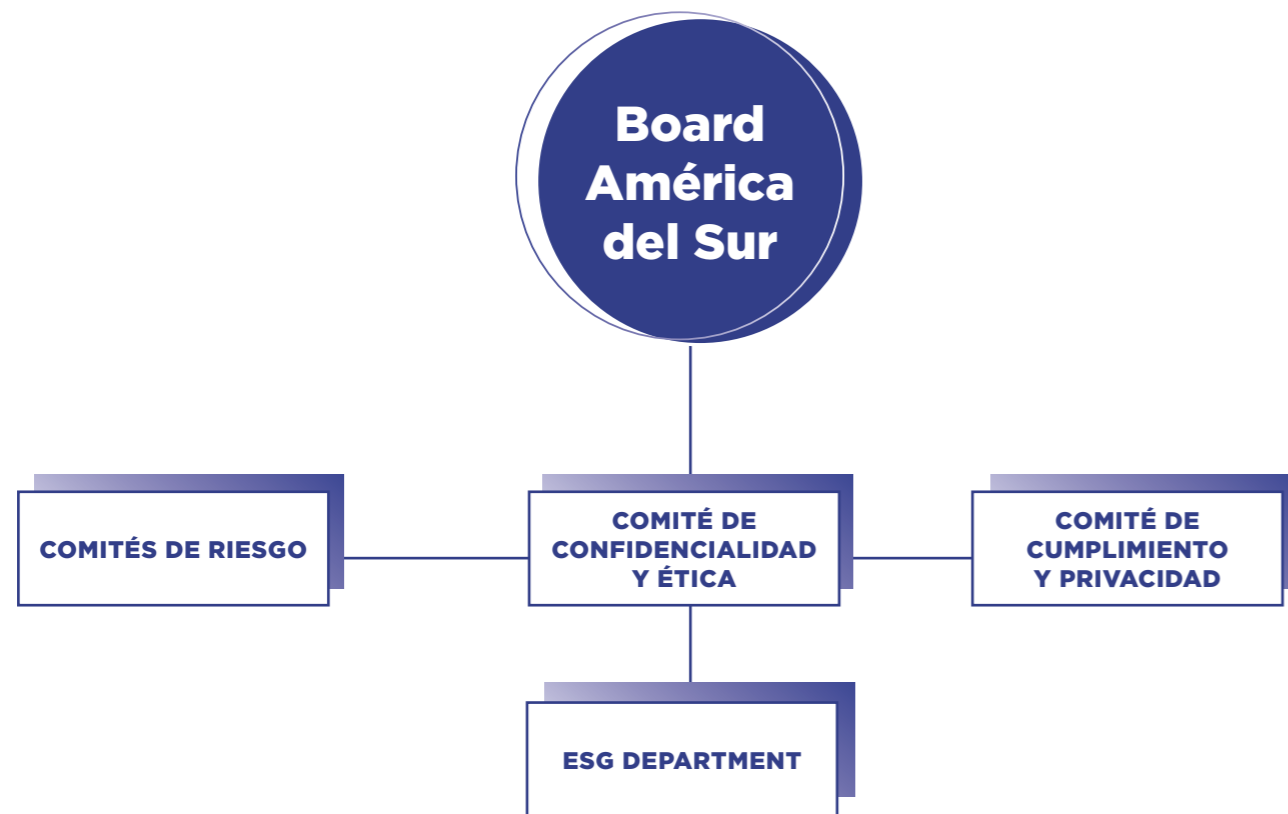 Board
América
del Sur
COMITÉS DE RIESGO
COMITÉ DE
CONFIDENCIALIDAD
Y ÉTICA
COMITÉ DE
CUMPLIMIENTO
Y PRIVACIDAD
ESG DEPARTMENT